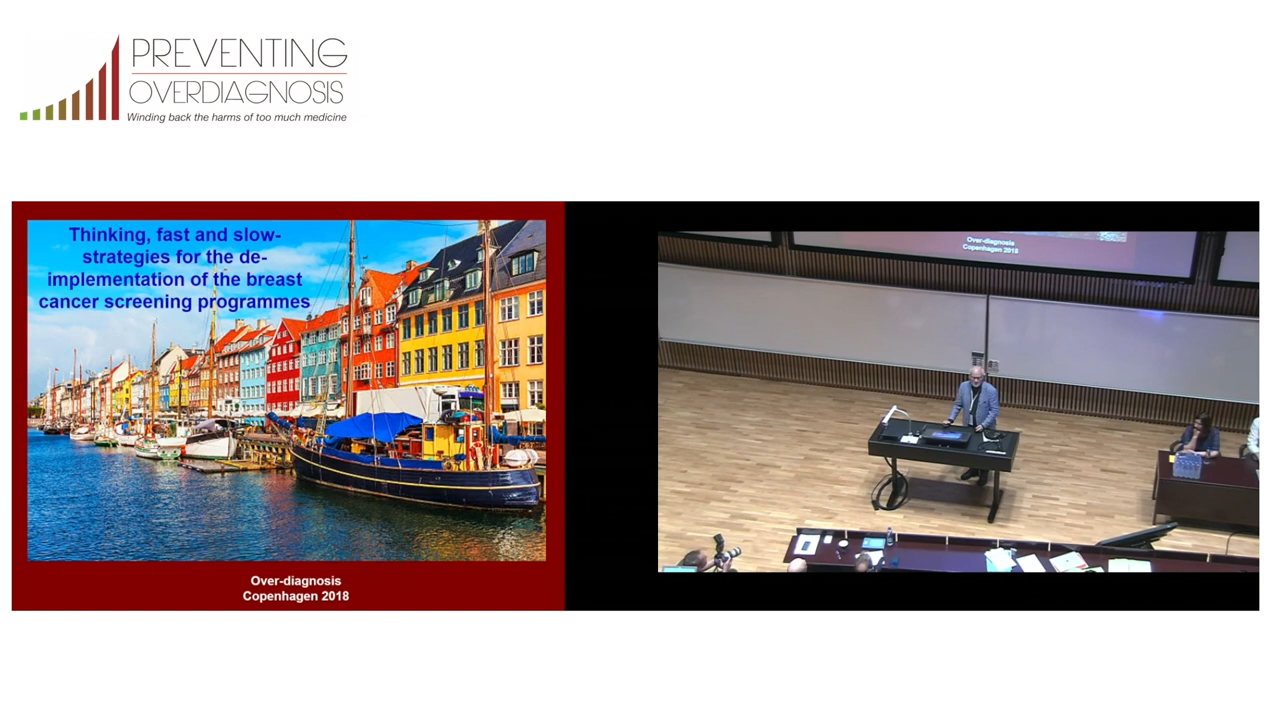 PREVENTING
OVERDIAGNOSIS
Winding back the harms of too much medicine
Thinking, fast and slow-
strategies for the de-
implementation of the breast
cancer screening programmes
Over-diagnosis
Copenhagen 2018
Over-diagnosis
Copenhagen 2018